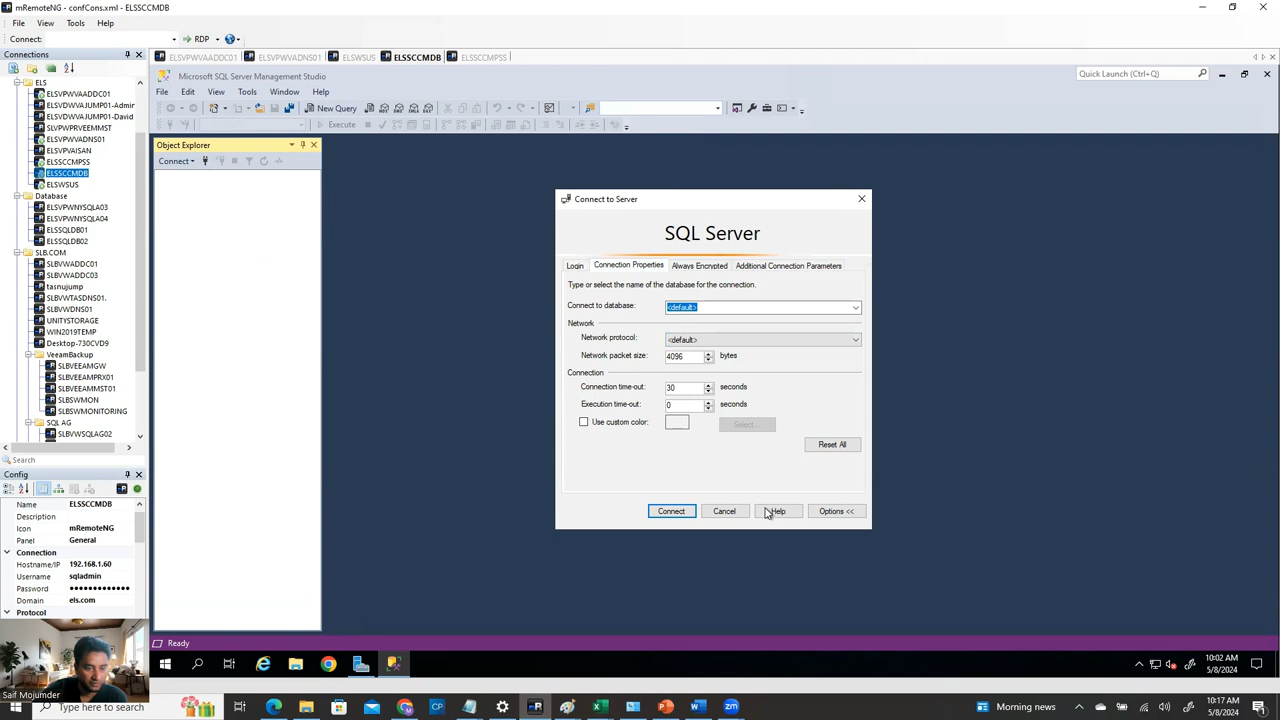 mRemoteNG - confCons.xml - ELSSCCMDB
File View Tools Help
Connect: RDP
Connections
ELSVPWVAADDC01 ELSVPWVADNS01 ELSWSUS ELSSCCMDB ELSSCCMPSS
Microsoft SQL Server Management Studio
Quick Launch (Ctrl+Q)
File Edit View Tools Window Help
New Query
Execute
ELS
ELSVPWVAADDC01
ELSVDWVAJUMP01-Admin
ELSVDWVAJUMP01-David
SLVPWPRVEEMMST
ELSVPWVADNS01
ELSVPVAISAN
ELSSCCMPSS
ELSSCCMDB
ELSWSUS
Database
ELSVPWNYSQLA03
ELSVPWNYSQLA04
ELSSQLDB01
ELSSQLDB02
SLB.COM
SLBVWADDC01
SLBVWADDC03
tasnujump
SLBVWTASDNS01.
SLBVWDNS01
UNITYSTORAGE
WIN2019TEMP
Desktop-730CVD9
VeeamBackup
SLBVEEAMGW
SLBVEEAMPRX01
SLBVEEAMMST01
SLBSWMON
SLBSWMONITORING
SQL AG
SLBVWSQLAG02
Search
Config
Name ELSSCCMDB
Description
Icon mRemoteNG
Panel General
Connection
Hostname/IP 192.168.1.60
Username sqladmin
Password ●●●●●●●●●●●●
Domain els.com
Protocol
Saif Mojumder
Object Explorer
Connect
Connect to Server
SQL Server
Login Connection Properties Always Encrypted Additional Connection Parameters
Type or select the name of the database for the connection.
Connect to database: <default>
Network
Network protocol: <default>
Network packet size: 4096 bytes
Connection
Connection time-out: 30 seconds
Execution time-out: 0 seconds
Use custom color: Select...
Reset All
Connect Cancel Help Options <<
Ready
10:02 AM
5/8/2024
Type here to search
Morning news
10:17 AM
5/8/2024